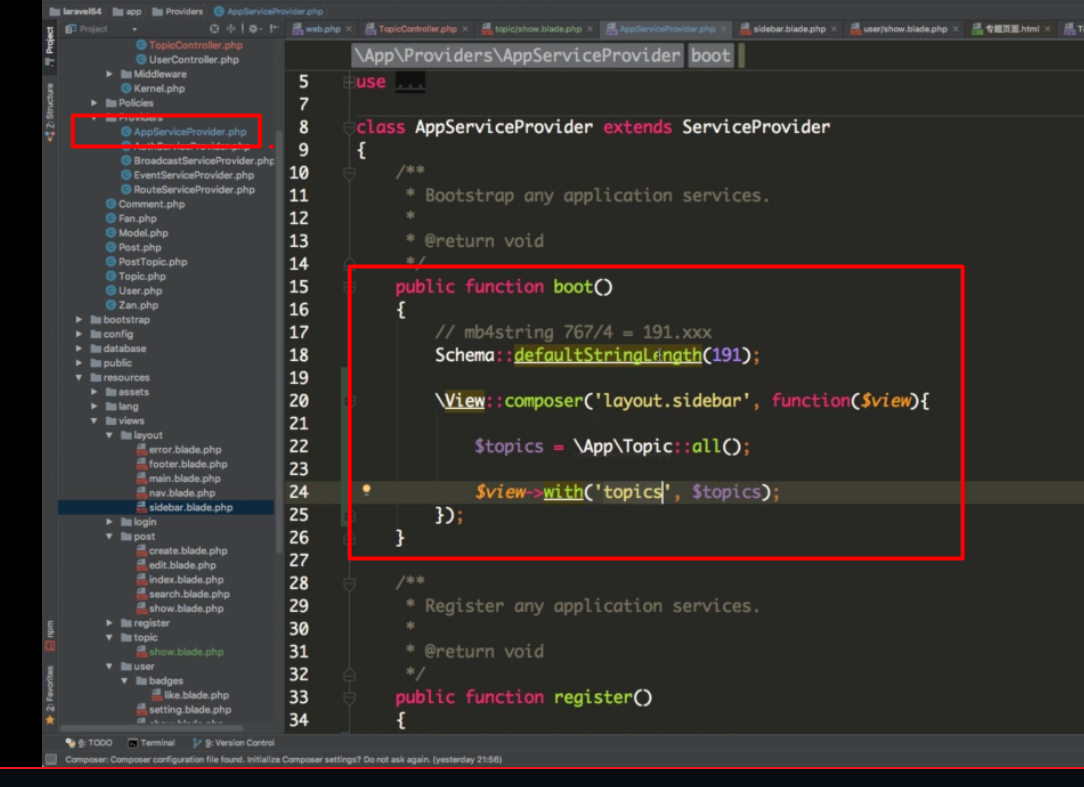 laravel54 app Providers AppServiceProvider.php
Project
web.php TopicController.php topic/show.blade.php AppServiceProvider.php sidebar.blade.php user/show.blade.php 专题页面.html
1: Project
Z: Structure
npm
2: Favorites
TopicController.php
UserController.php
Middleware
Kernel.php
Policies
Providers
AppServiceProvider.php
AuthServiceProvider.php
BroadcastServiceProvider.php
EventServiceProvider.php
RouteServiceProvider.php
Comment.php
Fan.php
Model.php
Post.php
PostTopic.php
Topic.php
User.php
Zan.php
bootstrap
config
database
public
resources
assets
lang
views
layout
error.blade.php
footer.blade.php
main.blade.php
nav.blade.php
sidebar.blade.php
login
post
create.blade.php
edit.blade.php
index.blade.php
search.blade.php
show.blade.php
register
topic
show.blade.php
user
badges
like.blade.php
setting.blade.php
\App\Providers\AppServiceProvider boot
5 use ...
7
8 class AppServiceProvider extends ServiceProvider
9 {
10 /**
11 * Bootstrap any application services.
12 *
13 * @return void
14 */
15 public function boot()
16 {
17 // mb4string 767/4 = 191.xxx
18 Schema::defaultStringLength(191);
19
20 \View::composer('layout.sidebar', function($view){
21
22 $topics = \App\Topic::all();
23
24 $view->with('topics', $topics);
25 });
26 }
27
28 /**
29 * Register any application services.
30 *
31 * @return void
32 */
33 public function register()
34 {
6: TODO Terminal 9: Version Control
Composer: Composer configuration file found. Initialize Composer settings? Do not ask again. (yesterday 21:56)